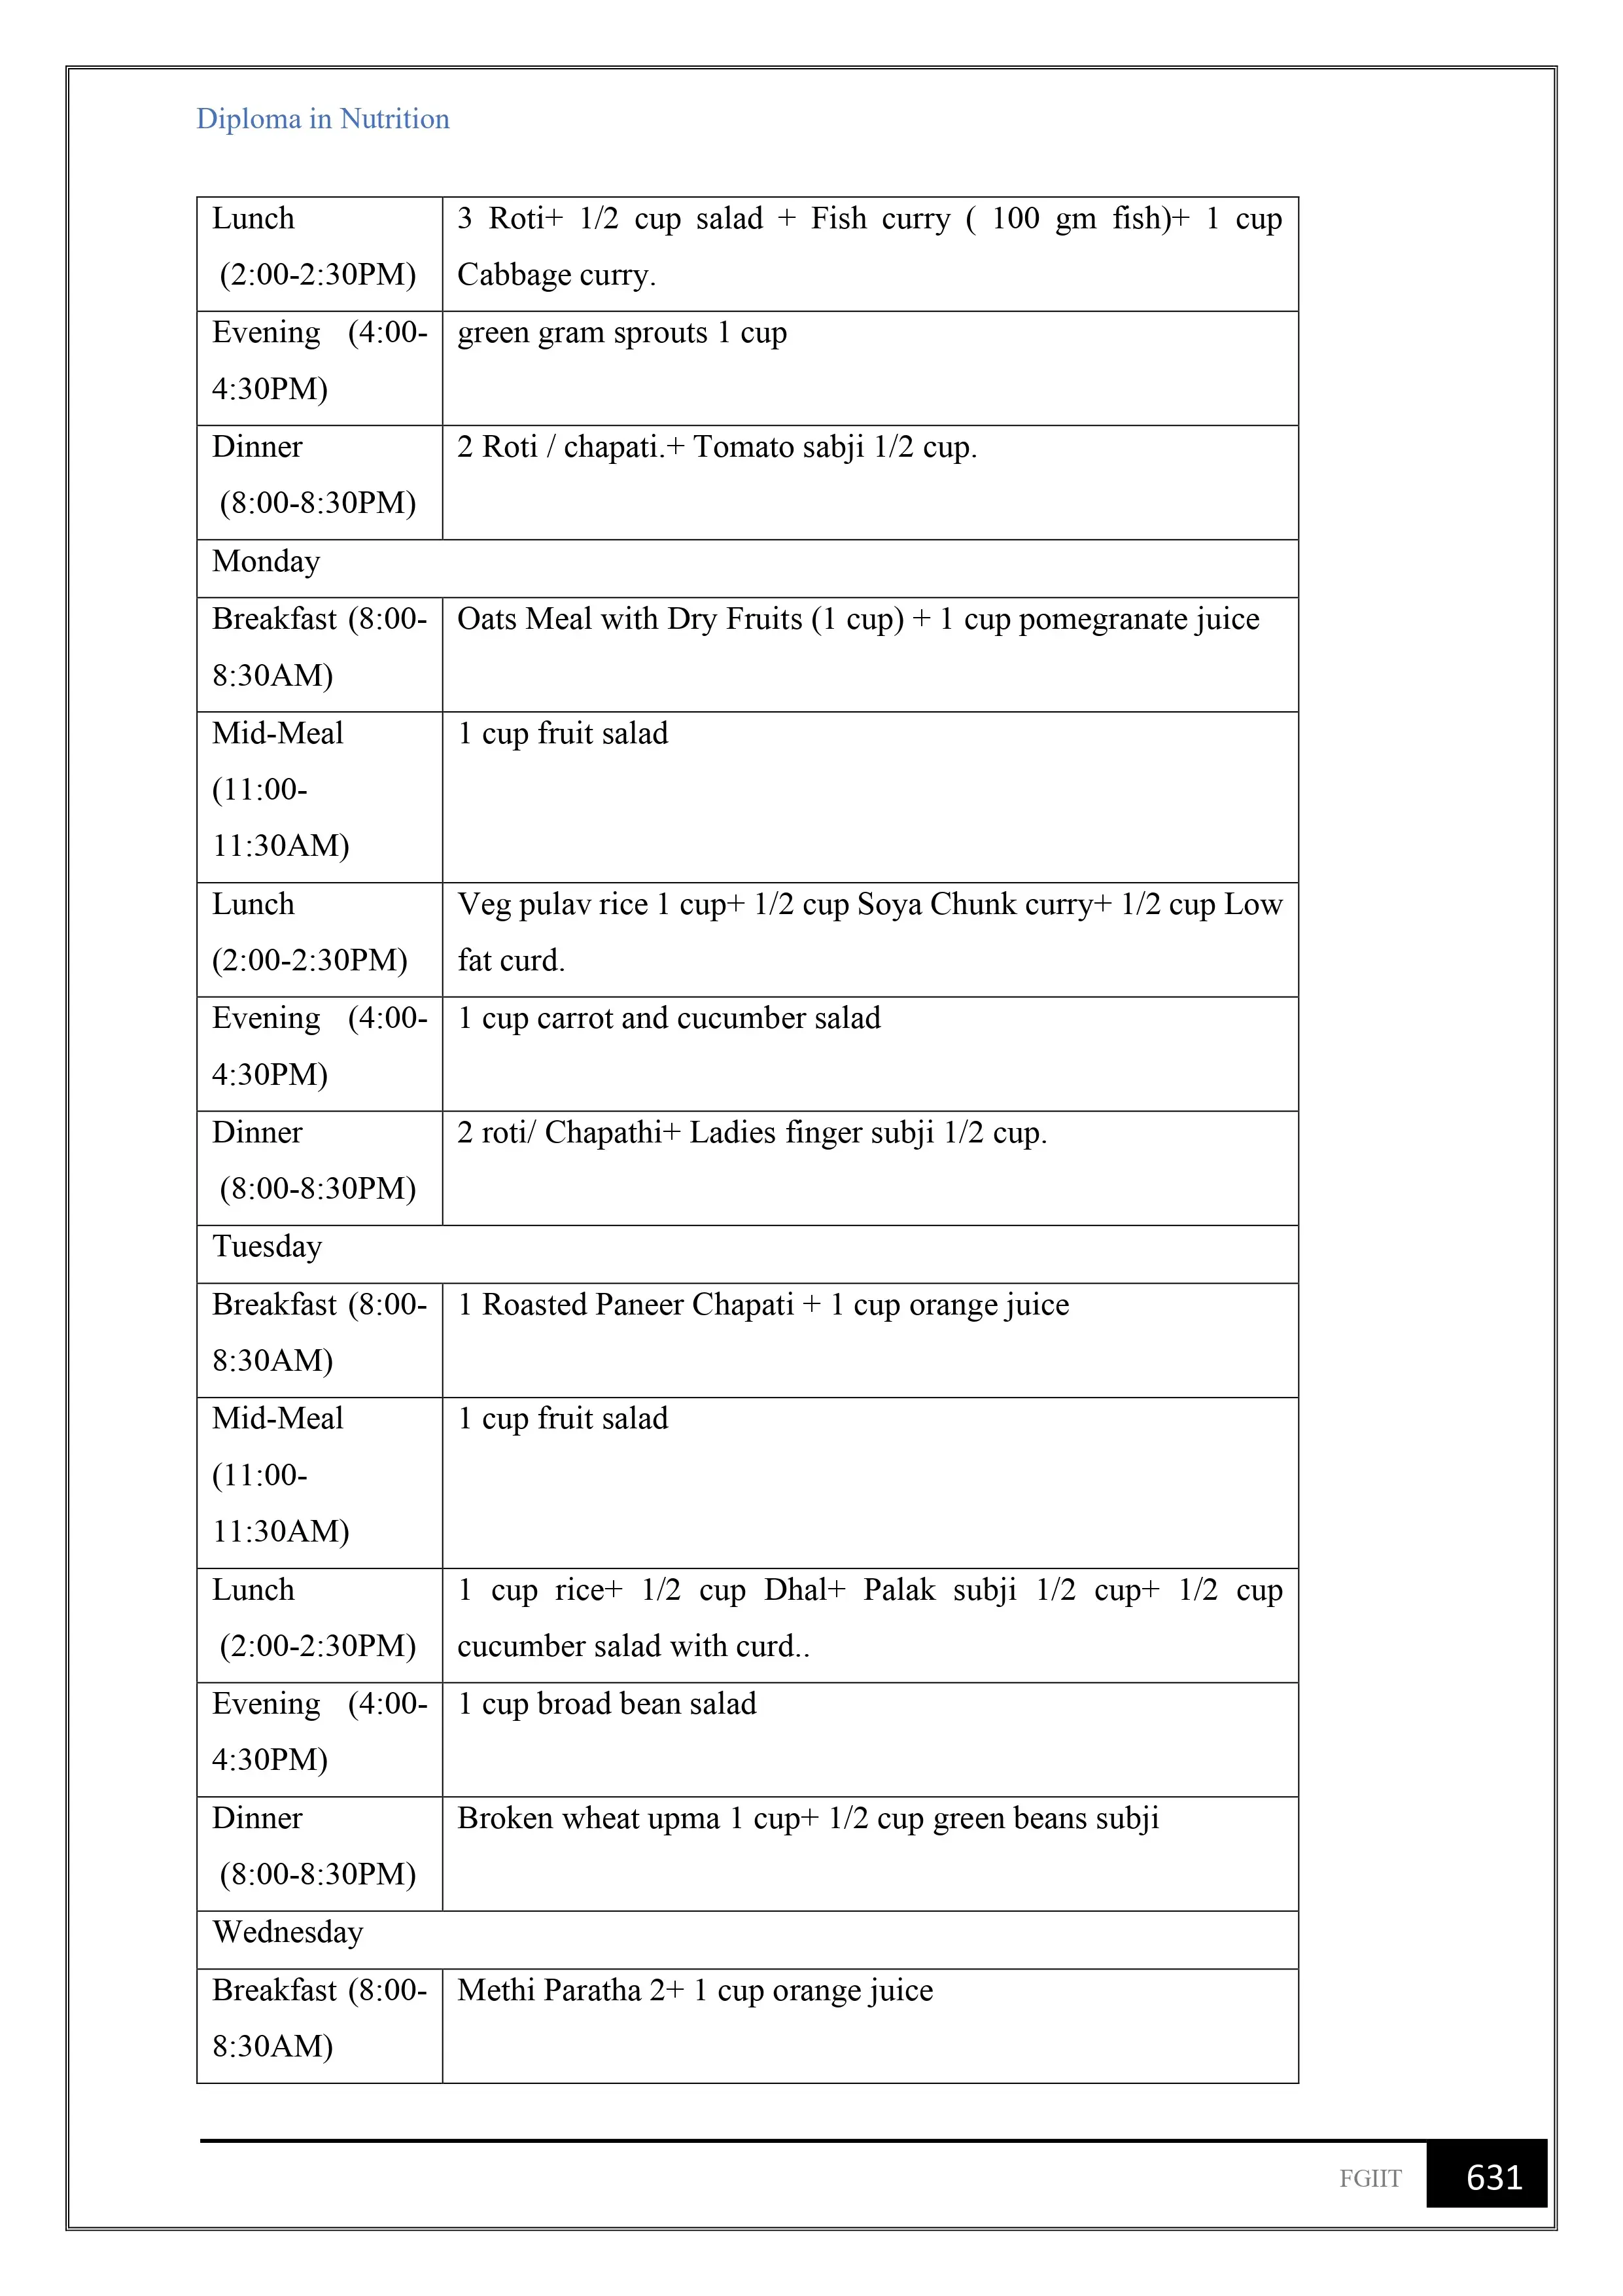 Diploma in Nutrition
Lunch
(2:00-2:30PM)
3 Roti+ 1/2 cup salad + Fish curry ( 100 gm fish)+ 1 cup
Cabbage curry.
Evening (4:00-
4:30PM)
green gram sprouts 1 cup
Dinner
(8:00-8:30PM)
2 Roti / chapati.+ Tomato sabji 1/2 cup.
Monday
Breakfast (8:00-
8:30AM)
Oats Meal with Dry Fruits (1 cup) + 1 cup pomegranate juice
Mid-Meal
(11:00-
11:30AM)
1 cup fruit salad
Lunch
(2:00-2:30PM)
Veg pulav rice 1 cup+ 1/2 cup Soya Chunk curry+ 1/2 cup Low
fat curd.
Evening (4:00-
4:30PM)
1 cup carrot and cucumber salad
Dinner
(8:00-8:30PM)
2 roti/ Chapathi+ Ladies finger subji 1/2 cup.
Tuesday
Breakfast (8:00-
8:30AM)
1 Roasted Paneer Chapati + 1 cup orange juice
Mid-Meal
(11:00-
11:30AM)
1 cup fruit salad
Lunch
(2:00-2:30PM)
1 cup rice+ 1/2 cup Dhal+ Palak subji 1/2 cup+ 1/2 cup
cucumber salad with curd..
Evening (4:00-
4:30PM)
1 cup broad bean salad
Dinner
(8:00-8:30PM)
Broken wheat upma 1 cup+ 1/2 cup green beans subji
Wednesday
Breakfast (8:00-
8:30AM)
Methi Paratha 2+ 1 cup orange juice
FGIIT 631